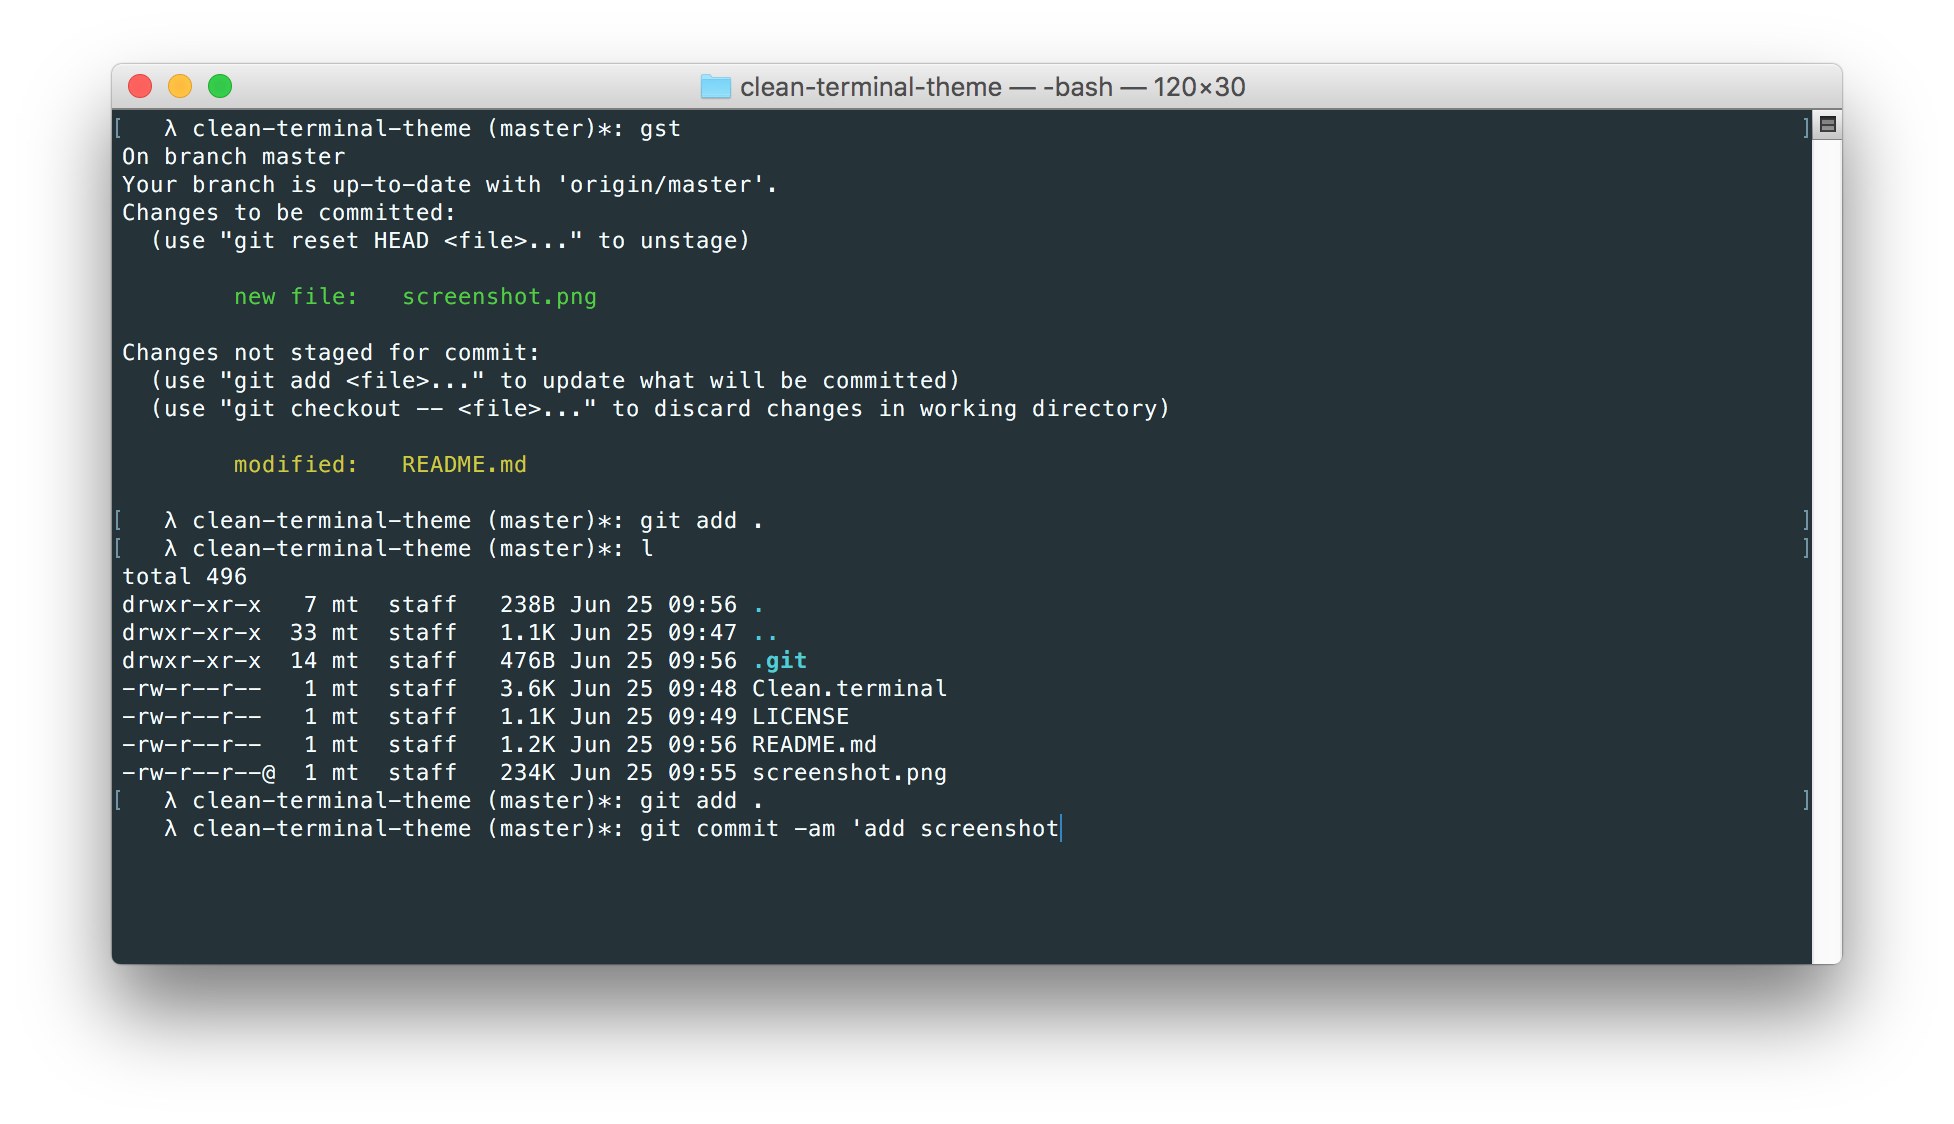 clean-terminal-theme — -bash — 120×30
[   λ clean-terminal-theme (master)*: gst ]
On branch master
Your branch is up-to-date with 'origin/master'.
Changes to be committed:
  (use "git reset HEAD <file>..." to unstage)
        new file:   screenshot.png
Changes not staged for commit:
  (use "git add <file>..." to update what will be committed)
  (use "git checkout -- <file>..." to discard changes in working directory)
        modified:   README.md
[   λ clean-terminal-theme (master)*: git add . ]
[   λ clean-terminal-theme (master)*: l ]
total 496
drwxr-xr-x   7 mt  staff   238B Jun 25 09:56 .
drwxr-xr-x  33 mt  staff   1.1K Jun 25 09:47 ..
drwxr-xr-x  14 mt  staff   476B Jun 25 09:56 .git
-rw-r--r--   1 mt  staff   3.6K Jun 25 09:48 Clean.terminal
-rw-r--r--   1 mt  staff   1.1K Jun 25 09:49 LICENSE
-rw-r--r--   1 mt  staff   1.2K Jun 25 09:56 README.md
-rw-r--r--@  1 mt  staff   234K Jun 25 09:55 screenshot.png
[   λ clean-terminal-theme (master)*: git add . ]
   λ clean-terminal-theme (master)*: git commit -am 'add screenshot